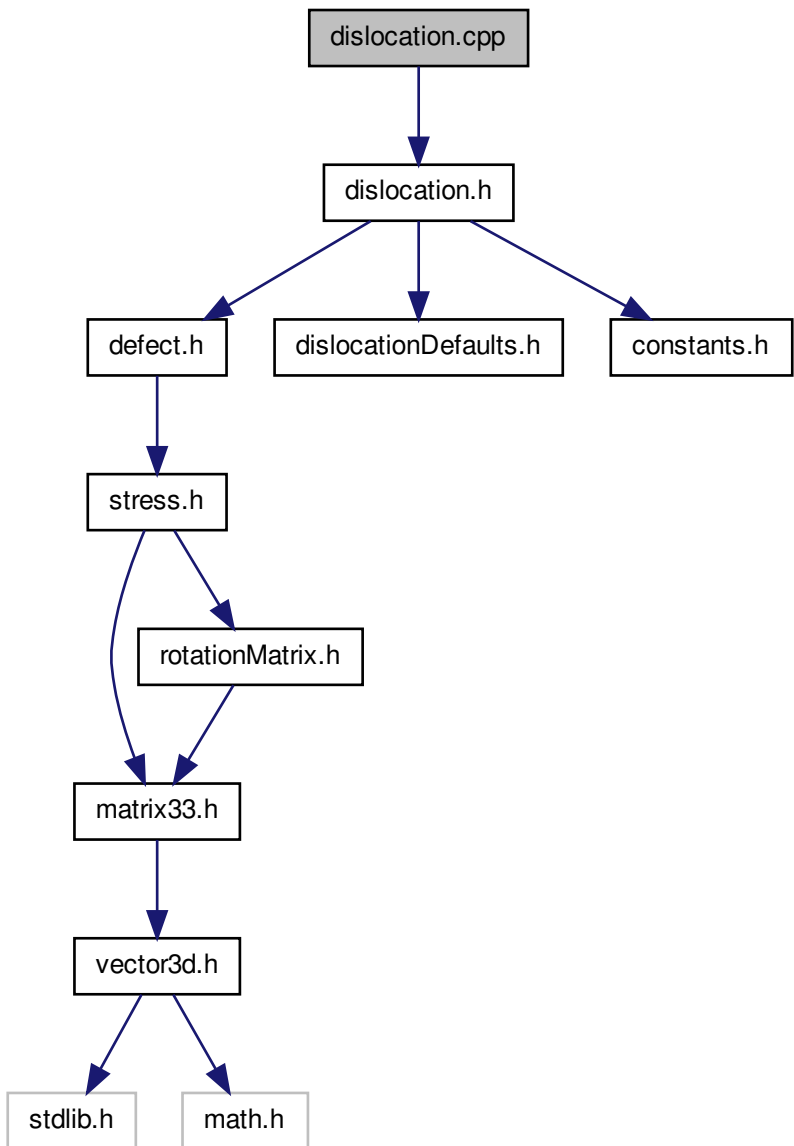 dislocation.cpp
dislocation.h
defect.h
dislocationDefaults.h
constants.h
stress.h
rotationMatrix.h
matrix33.h
vector3d.h
stdlib.h
math.h